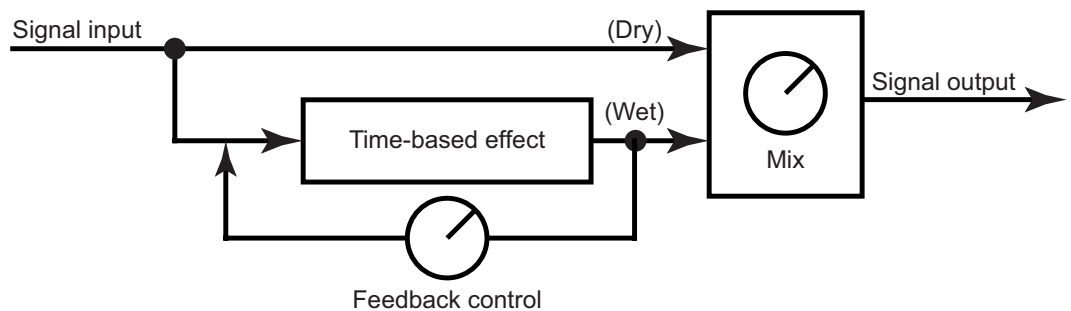 Signal input
(Dry)
Signal output
(Wet)
Time-based effect
Mix
Feedback control